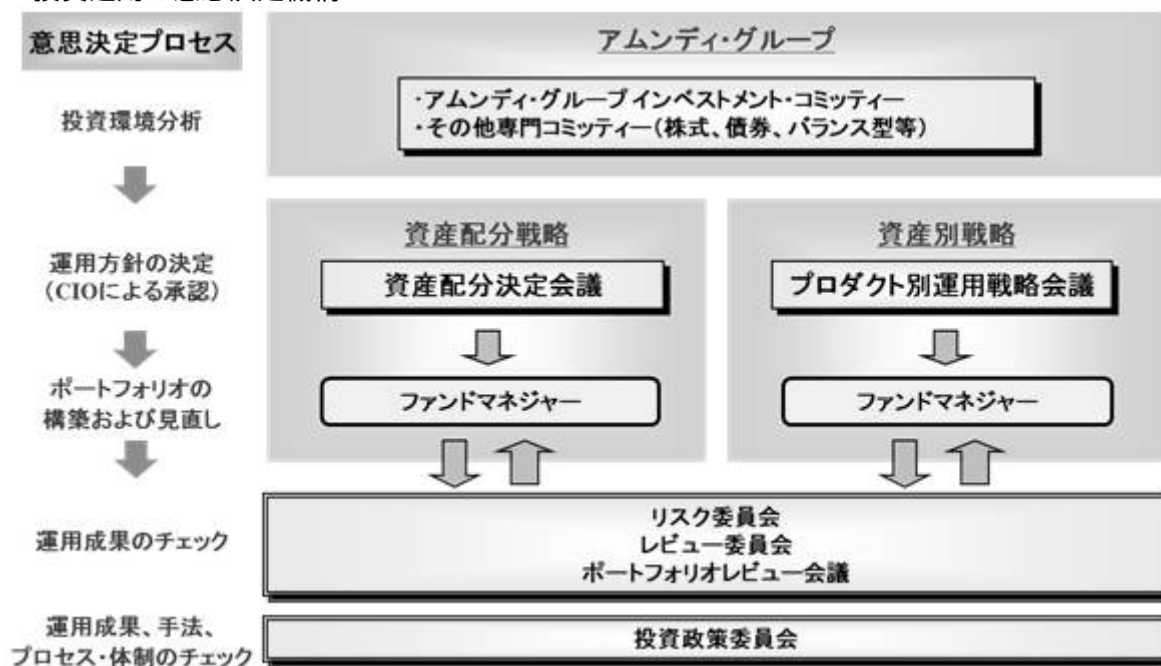 意思決定プロセス
アムンディ・グループ
・アムンディ・グループ インベストメント・コミッティー
・その他専門コミッティー（株式、債券、バランス型等）
投資環境分析
資産配分戦略
資産別戦略
運用方針の決定
（CIOによる承認）
資産配分決定会議
プロダクト別運用戦略会議
ポートフォリオの
構築および見直し
ファンドマネジャー
ファンドマネジャー
運用成果のチェック
リスク委員会
レビュー委員会
ポートフォリオレビュー会議
運用成果、手法、
プロセス・体制のチェック
投資政策委員会